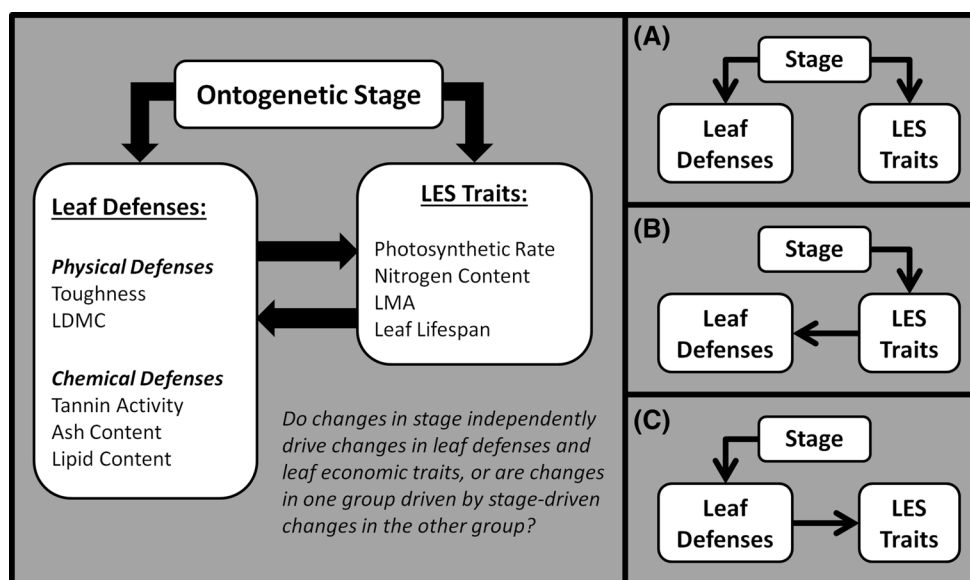 Ontogenetic Stage
Leaf Defenses:
Physical Defenses
Toughness
LDMC
Chemical Defenses
Tannin Activity
Ash Content
Lipid Content
LES Traits:
Photosynthetic Rate
Nitrogen Content
LMA
Leaf Lifespan
Do changes in stage independently
drive changes in leaf defenses and
leaf economic traits, or are changes
in one group driven by stage-driven
changes in the other group?
(A)
Stage
Leaf
Defenses
LES
Traits
(B)
Stage
Leaf
Defenses
LES
Traits
(C)
Stage
Leaf
Defenses
LES
Traits